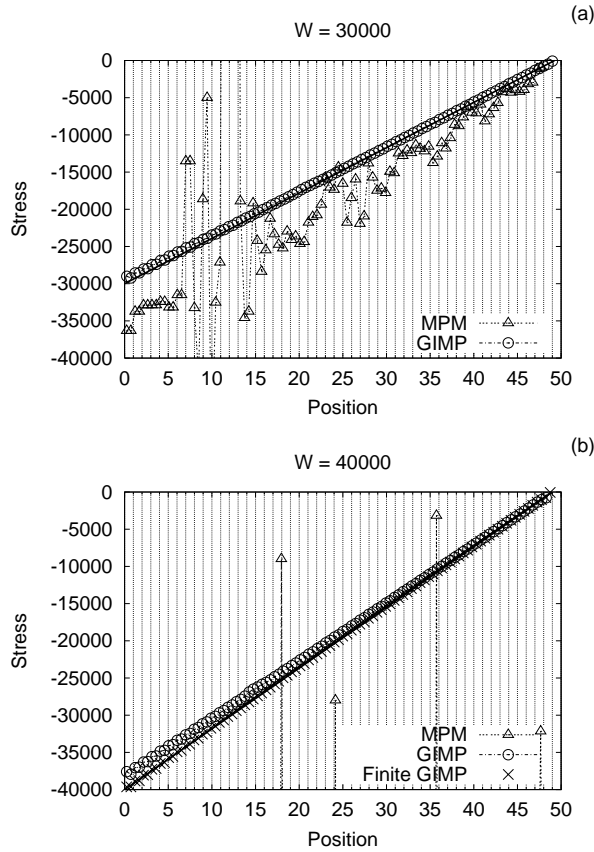 (a)
W = 30000
0
-5000
-10000
-15000
-20000
-25000
-30000
-35000
-40000
Stress
MPM
GIMP
0 5 10 15 20 25 30 35 40 45 50
Position
(b)
W = 40000
0
-5000
-10000
-15000
-20000
-25000
-30000
-35000
-40000
Stress
MPM
GIMP
Finite GIMP
0 5 10 15 20 25 30 35 40 45 50
Position